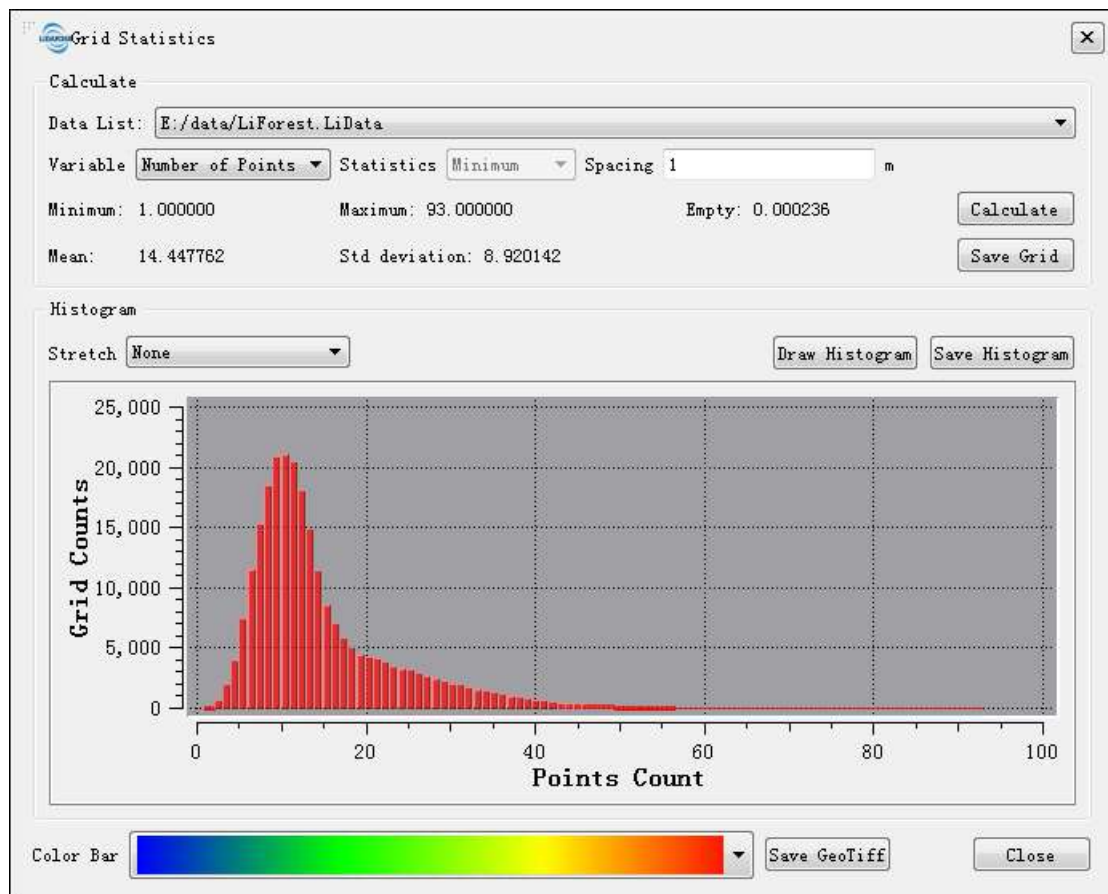 Grid Statistics
Calculate
Data List: E:/data/LiForest.LiData
Variable Number of Points Statistics Minimum Spacing 1 m
Minimum: 1.000000 Maximum: 93.000000 Empty: 0.000236 Calculate
Mean: 14.447762 Std deviation: 8.920142 Save Grid
Histogram
Stretch None Draw Histogram Save Histogram
25,000
20,000
15,000
10,000
5,000
0
Grid Counts
0 20 40 60 80 100
Points Count
Color Bar Save GeoTiff Close